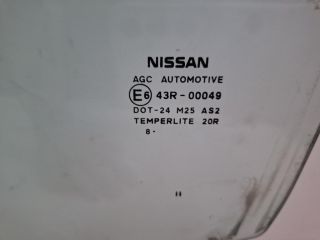 NISSAN
AGC AUTOMOTIVE
E6 43R-00049
DOT-24 M25 AS2
TEMPERLITE 20R
8-